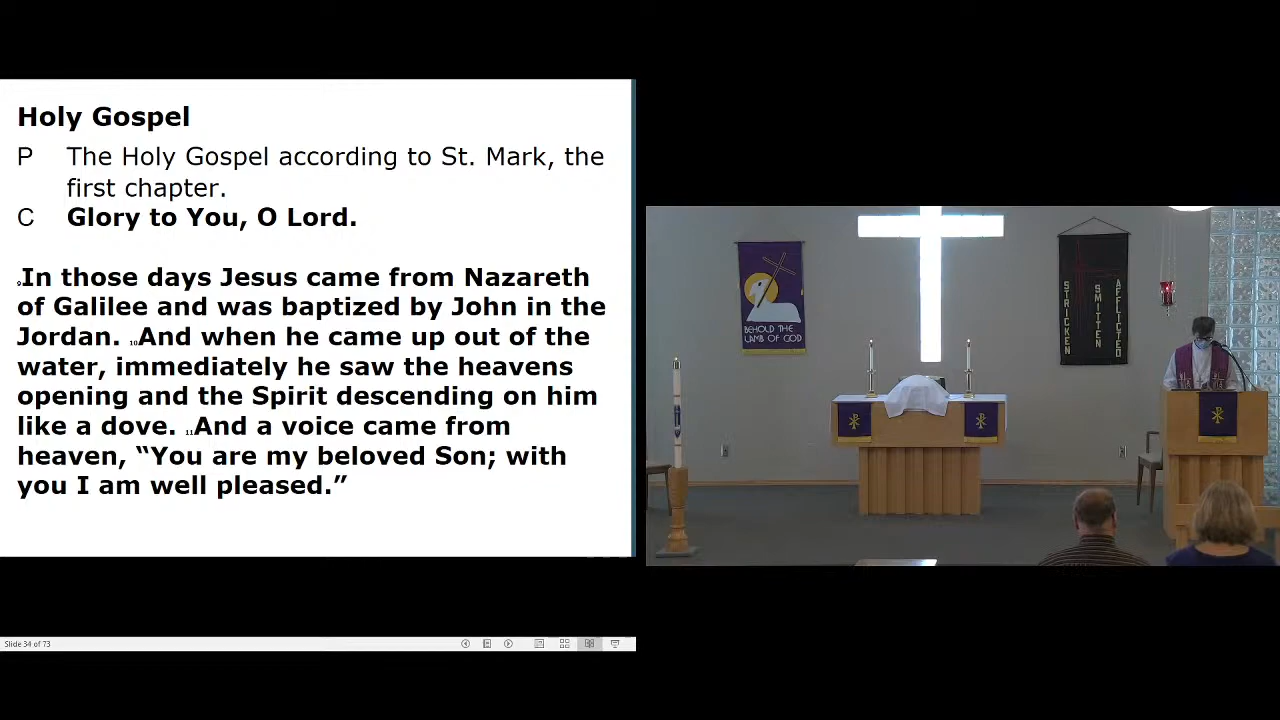 Holy Gospel
P The Holy Gospel according to St. Mark, the
first chapter.
C Glory to You, O Lord.
9In those days Jesus came from Nazareth
of Galilee and was baptized by John in the
Jordan. 10And when he came up out of the
water, immediately he saw the heavens
opening and the Spirit descending on him
like a dove. 11And a voice came from
heaven, “You are my beloved Son; with
you I am well pleased.”
Slide 34 of 73
BEHOLD THE
LAMB OF GOD
STRICKEN
SMITTEN
AFFLICTED